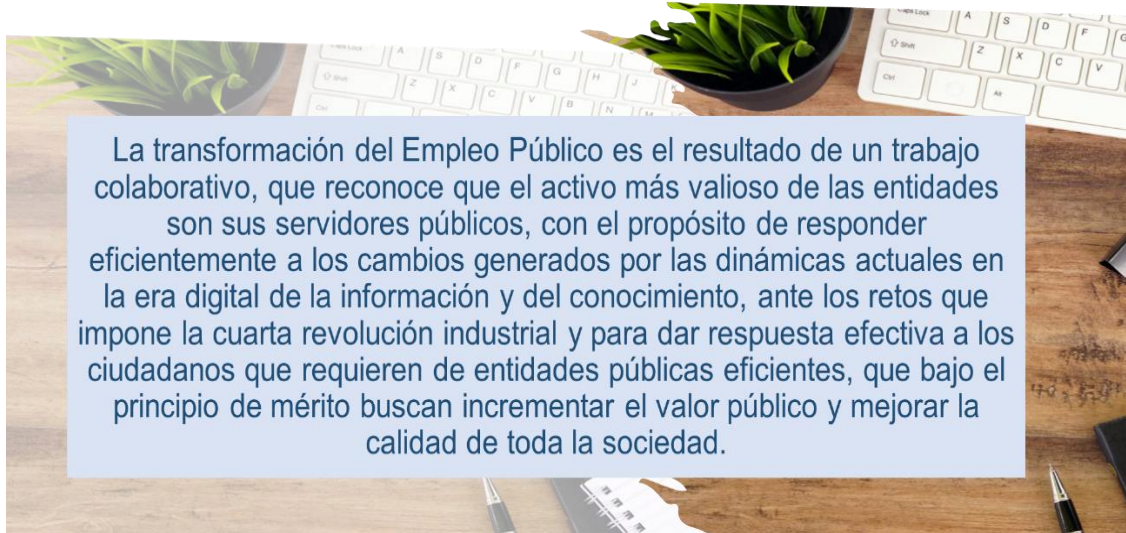 La transformación del Empleo Público es el resultado de un trabajo
colaborativo, que reconoce que el activo más valioso de las entidades
son sus servidores públicos, con el propósito de responder
eficientemente a los cambios generados por las dinámicas actuales en
la era digital de la información y del conocimiento, ante los retos que
impone la cuarta revolución industrial y para dar respuesta efectiva a los
ciudadanos que requieren de entidades públicas eficientes, que bajo el
principio de mérito buscan incrementar el valor público y mejorar la
calidad de toda la sociedad.